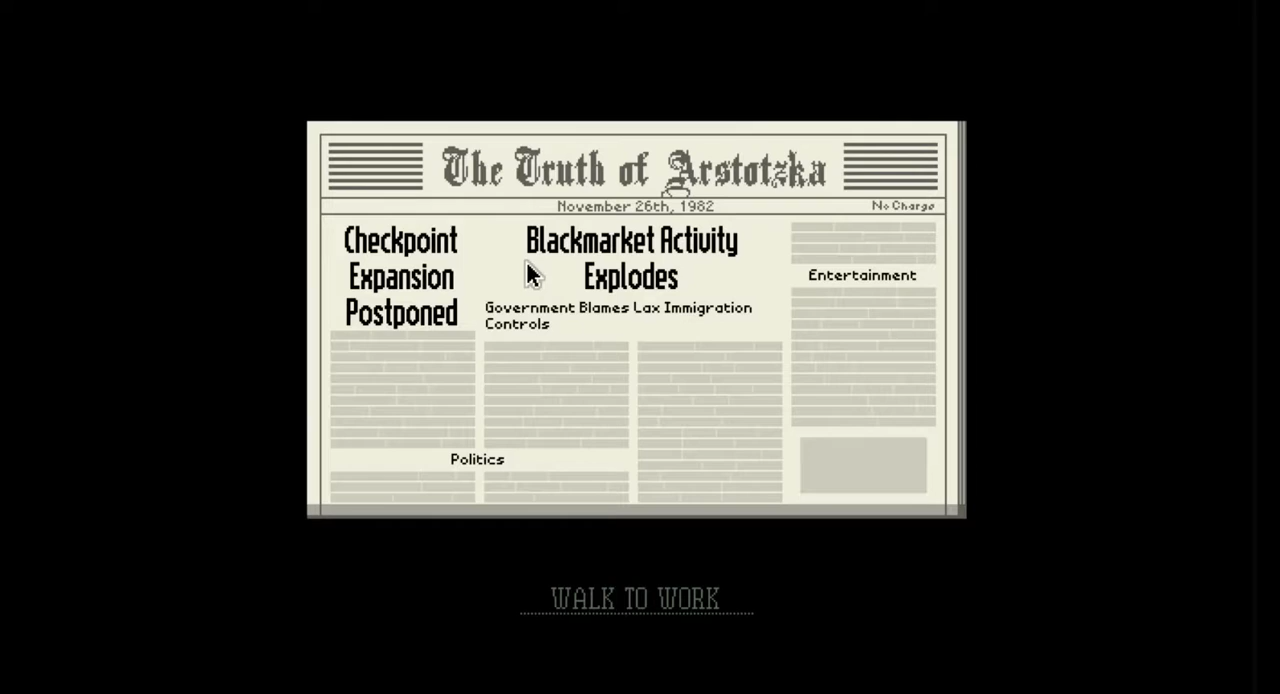 The Truth of Arstotzka
November 26th, 1982
No Charge
Checkpoint
Expansion
Postponed
Blackmarket Activity
Explodes
Government Blames Lax Immigration
Controls
Entertainment
Politics
WALK TO WORK